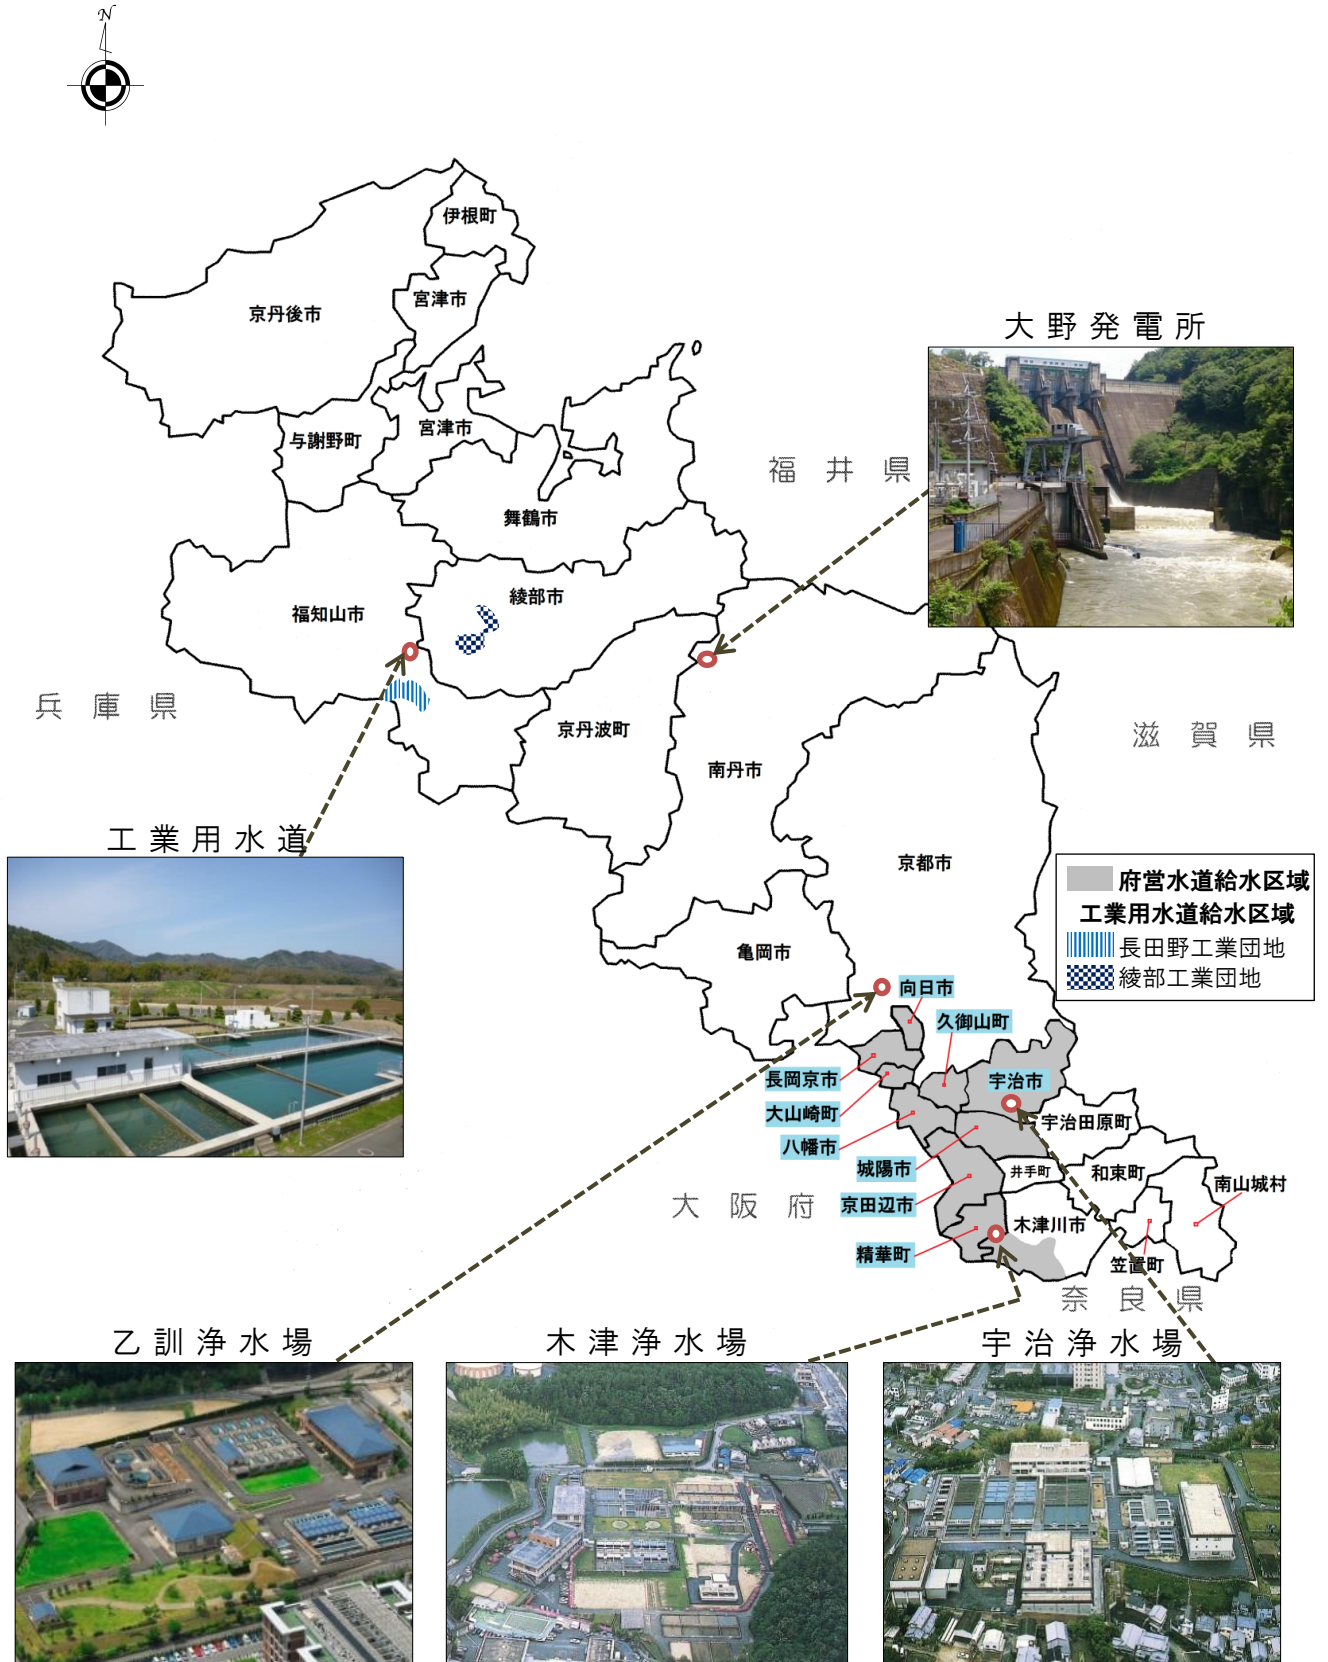 N
伊根町
宮津市
京丹後市
大野発電所
与謝野町
宮津市
福井県
舞鶴市
綾部市
福知山市
兵庫県
京丹波町
滋賀県
南丹市
工業用水道
京都市
府営水道給水区域
工業用水道給水区域
長田野工業団地
綾部工業団地
亀岡市
向日市
久御山町
長岡京市
宇治市
大山崎町
宇治田原町
八幡市
城陽市
井手町
和束町
南山城村
大阪府
京田辺市
木津川市
精華町
笠置町
奈良県
乙訓浄水場
木津浄水場
宇治浄水場